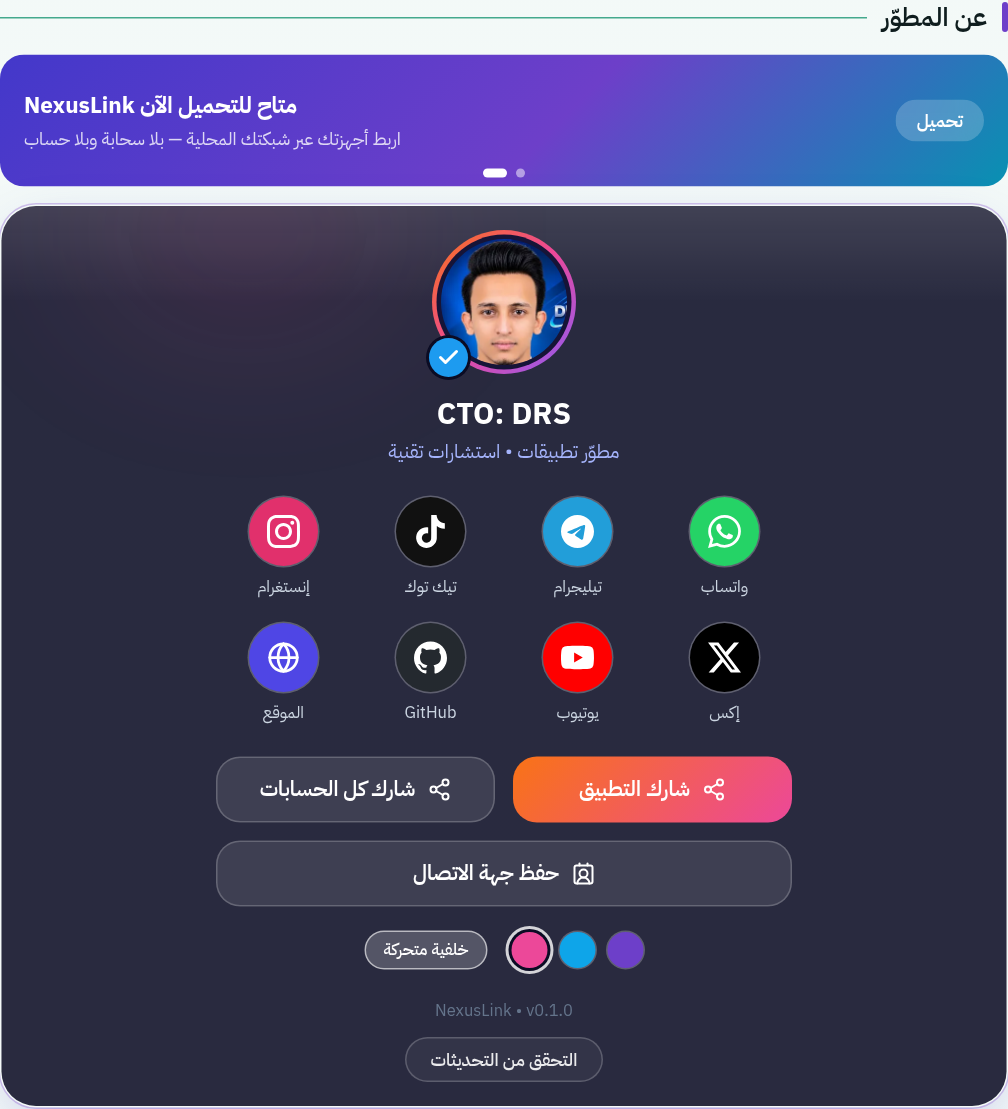 عن المطوّر
متاح للتحميل الآن NexusLink
اربط أجهزتك عبر شبكتك المحلية — بلا سحابة وبلا حساب
تحميل
CTO: DRS
مطوّر تطبيقات • استشارات تقنية
واتساب
تيليجرام
تيك توك
إنستغرام
إكس
يوتيوب
GitHub
الموقع
شارك التطبيق
شارك كل الحسابات
حفظ جهة الاتصال
خلفية متحركة
NexusLink • v0.1.0
التحقق من التحديثات